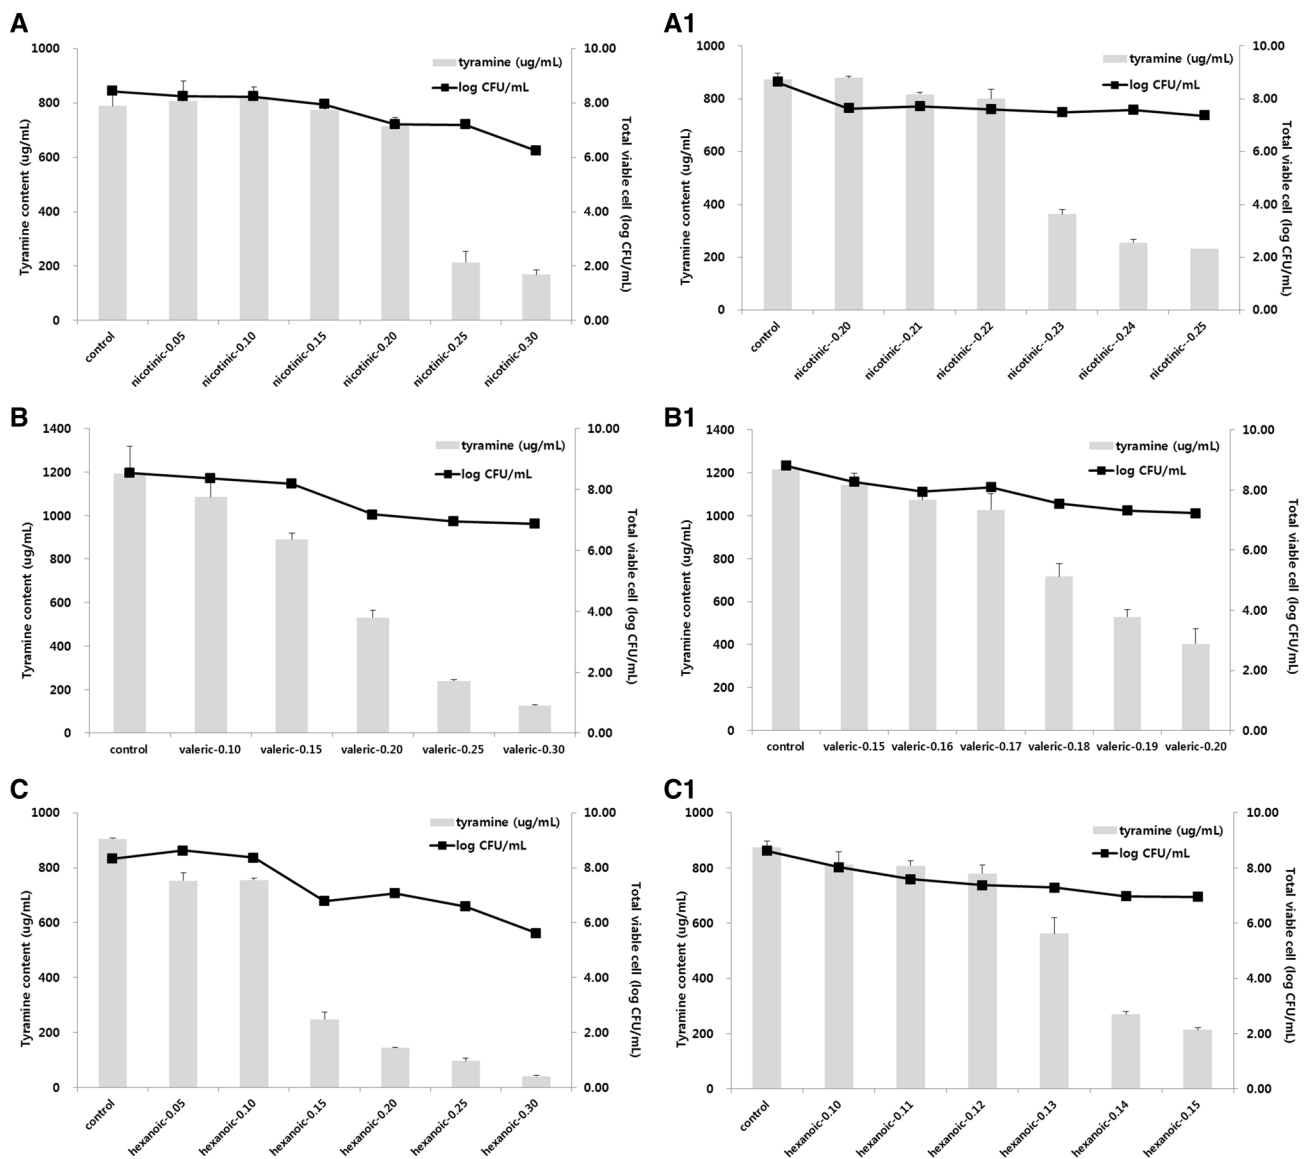 A
tyramine (ug/mL)
log CFU/mL
Tyramine content (ug/mL)
1000
800
600
400
200
0
10.00
8.00
6.00
4.00
2.00
0.00
Total viable cell (log CFU/mL)
control
nicotinic-0.05
nicotinic-0.10
nicotinic-0.15
nicotinic-0.20
nicotinic-0.25
nicotinic-0.30
A1
tyramine (ug/mL)
log CFU/mL
Tyramine content (ug/mL)
1000
800
600
400
200
0
10.00
8.00
6.00
4.00
2.00
0.00
Total viable cell (log CFU/mL)
control
nicotinic--0.20
nicotinic--0.21
nicotinic--0.22
nicotinic--0.23
nicotinic--0.24
nicotinic--0.25
B
tyramine (ug/mL)
log CFU/mL
Tyramine content (ug/mL)
1400
1200
1000
800
600
400
200
0
10.00
8.00
6.00
4.00
2.00
0.00
Total viable cell (log CFU/mL)
control
valeric-0.10
valeric-0.15
valeric-0.20
valeric-0.25
valeric-0.30
B1
tyramine (ug/mL)
log CFU/mL
Tyramine content (ug/mL)
1400
1200
1000
800
600
400
200
0
10.00
8.00
6.00
4.00
2.00
0.00
Total viable cell (log CFU/mL)
control
valeric-0.15
valeric-0.16
valeric-0.17
valeric-0.18
valeric-0.19
valeric-0.20
C
tyramine (ug/mL)
log CFU/mL
Tyramine content (ug/mL)
1000
800
600
400
200
0
10.00
8.00
6.00
4.00
2.00
0.00
Total viable cell (log CFU/mL)
control
hexanoic-0.05
hexanoic-0.10
hexanoic-0.15
hexanoic-0.20
hexanoic-0.25
hexanoic-0.30
C1
tyramine (ug/mL)
log CFU/mL
Tyramine content (ug/mL)
1000
800
600
400
200
0
10.00
8.00
6.00
4.00
2.00
0.00
Total viable cell (log CFU/mL)
control
hexanoic-0.10
hexanoic-0.11
hexanoic-0.12
hexanoic-0.13
hexanoic-0.14
hexanoic-0.15